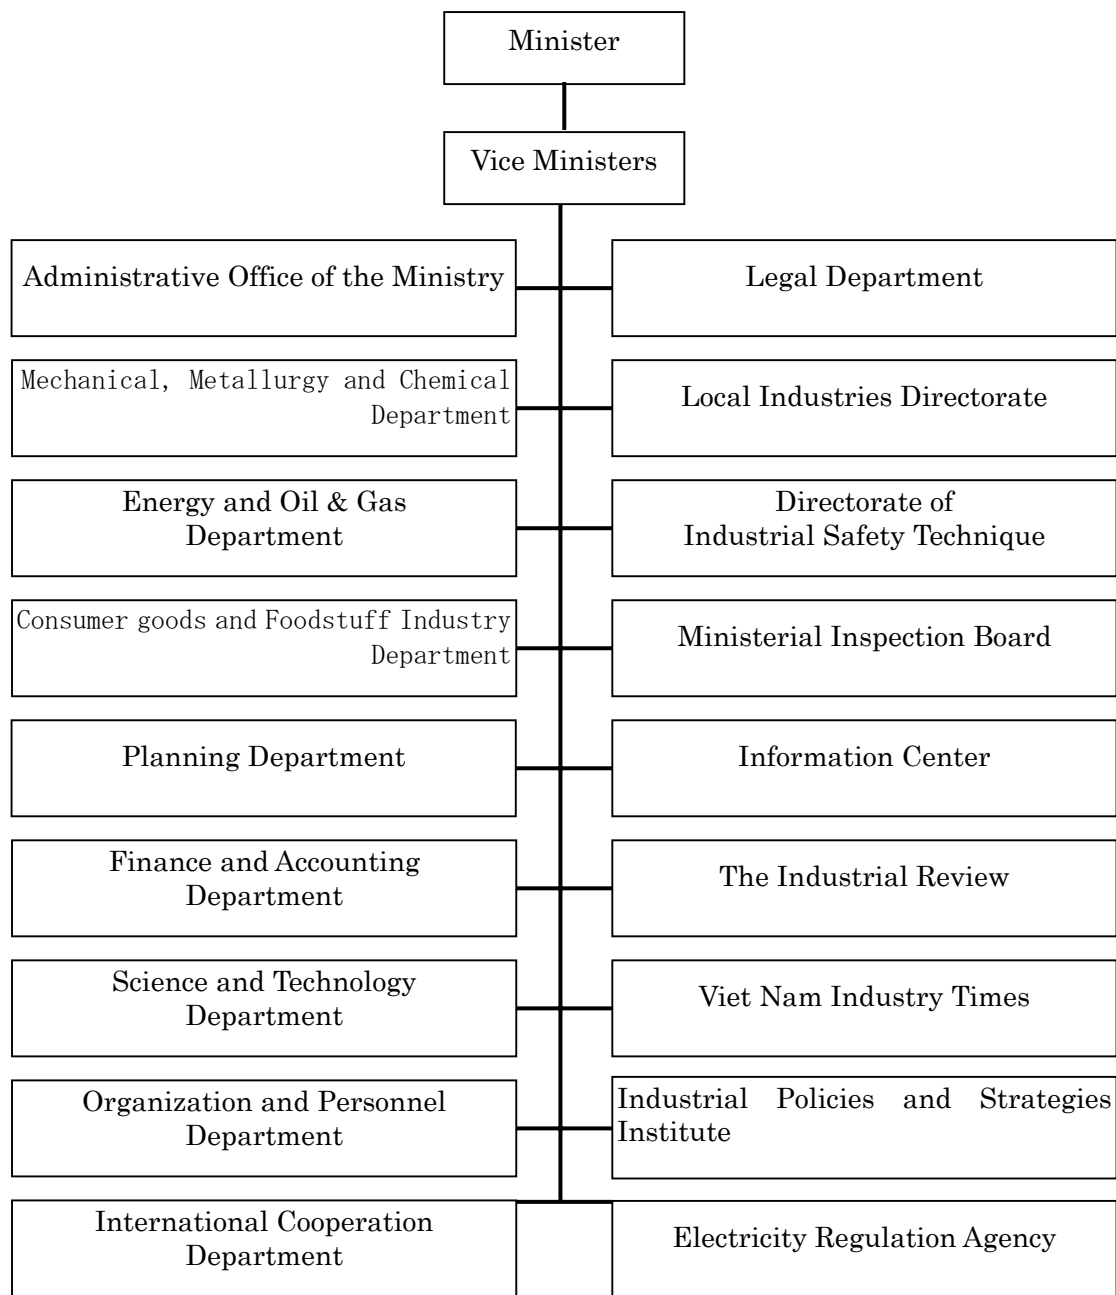 Minister
Vice Ministers
Administrative Office of the Ministry
Legal Department
Mechanical, Metallurgy and Chemical
Department
Local Industries Directorate
Energy and Oil & Gas
Department
Directorate of
Industrial Safety Technique
Consumer goods and Foodstuff Industry
Department
Ministerial Inspection Board
Planning Department
Information Center
Finance and Accounting
Department
The Industrial Review
Science and Technology
Department
Viet Nam Industry Times
Organization and Personnel
Department
Industrial Policies and Strategies
Institute
International Cooperation
Department
Electricity Regulation Agency